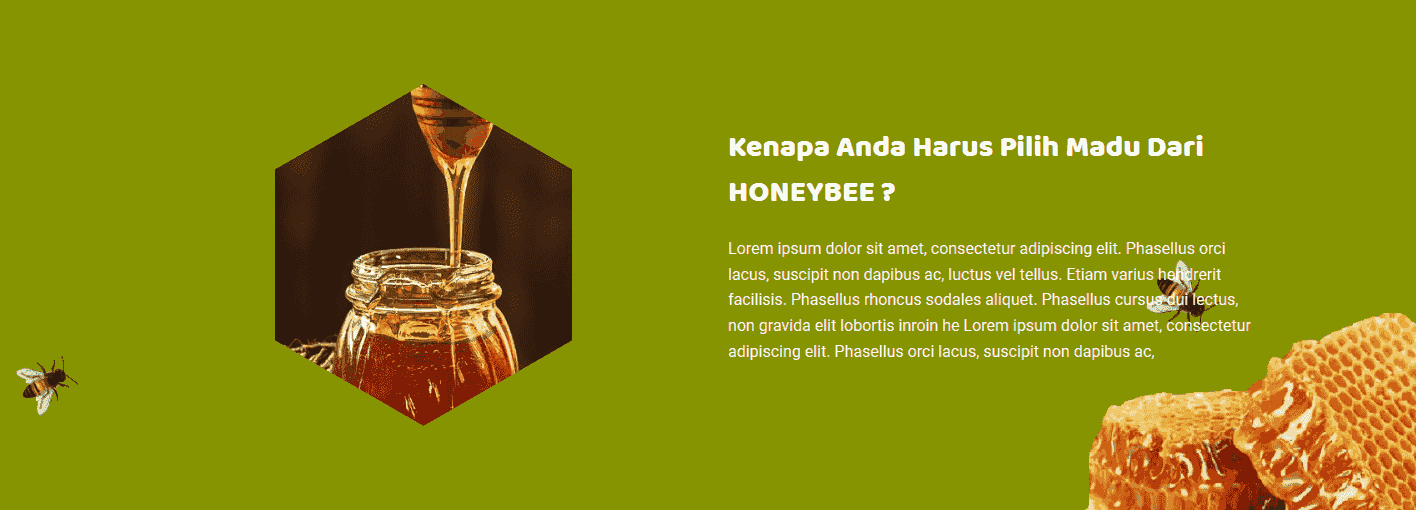 Kenapa Anda Harus Pilih Madu Dari
HONEYBEE ?
Lorem ipsum dolor sit amet, consectetur adipiscing elit. Phasellus orci
lacus, suscipit non dapibus ac, luctus vel tellus. Etiam varius hendrerit
facilisis. Phasellus rhoncus sodales aliquet. Phasellus cursus dui lectus,
non gravida elit lobortis inroin he Lorem ipsum dolor sit amet, consectetur
adipiscing elit. Phasellus orci lacus, suscipit non dapibus ac,